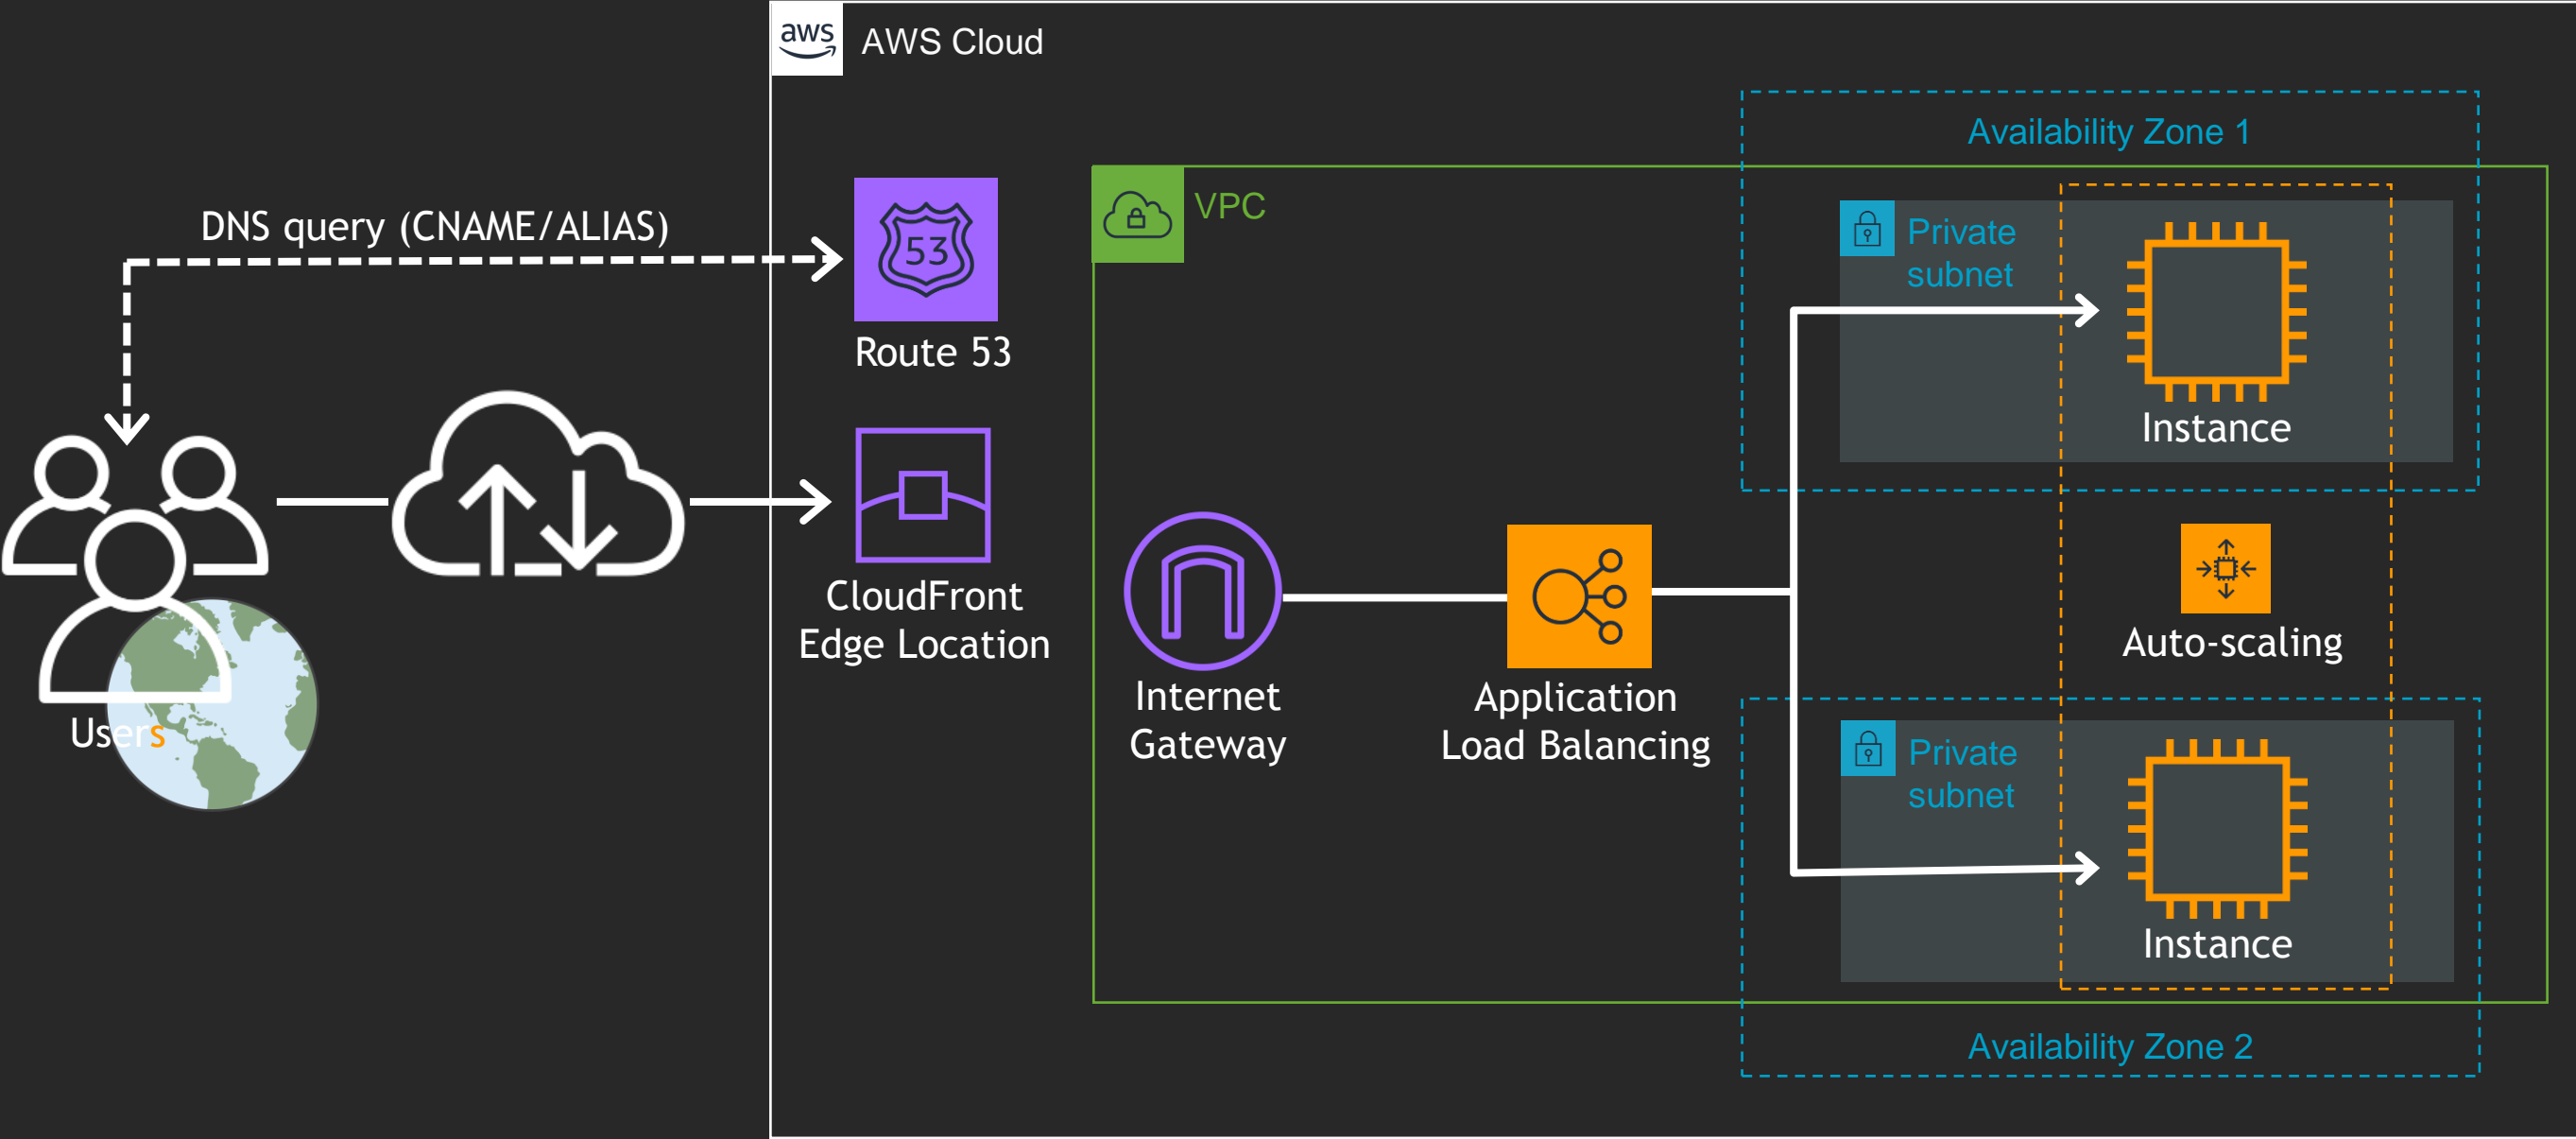 aws
AWS Cloud
Availability Zone 1
DNS query (CNAME/ALIAS)
53
Route 53
VPC
Private
subnet
Instance
CloudFront
Edge Location
Internet
Gateway
Application
Load Balancing
Auto-scaling
Users
Private
subnet
Instance
Availability Zone 2